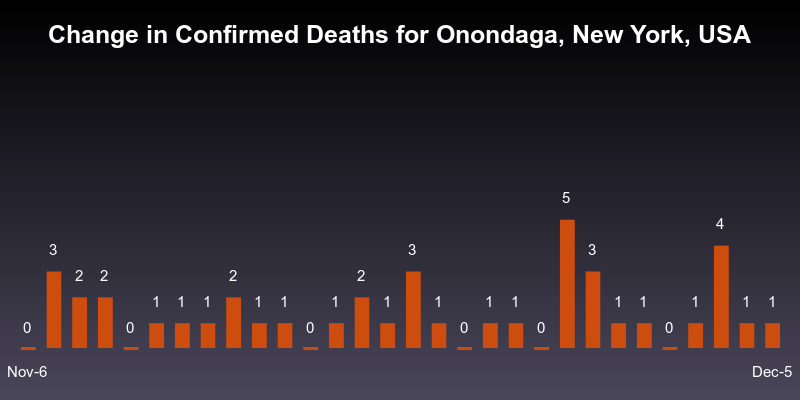 Change in Confirmed Deaths for Onondaga, New York, USA
0 3 2 2 0 1 1 1 2 1 1 0 1 2 1 3 1 0 1 1 0 5 3 1 1 0 1 4 1 1
Nov-6 Dec-5